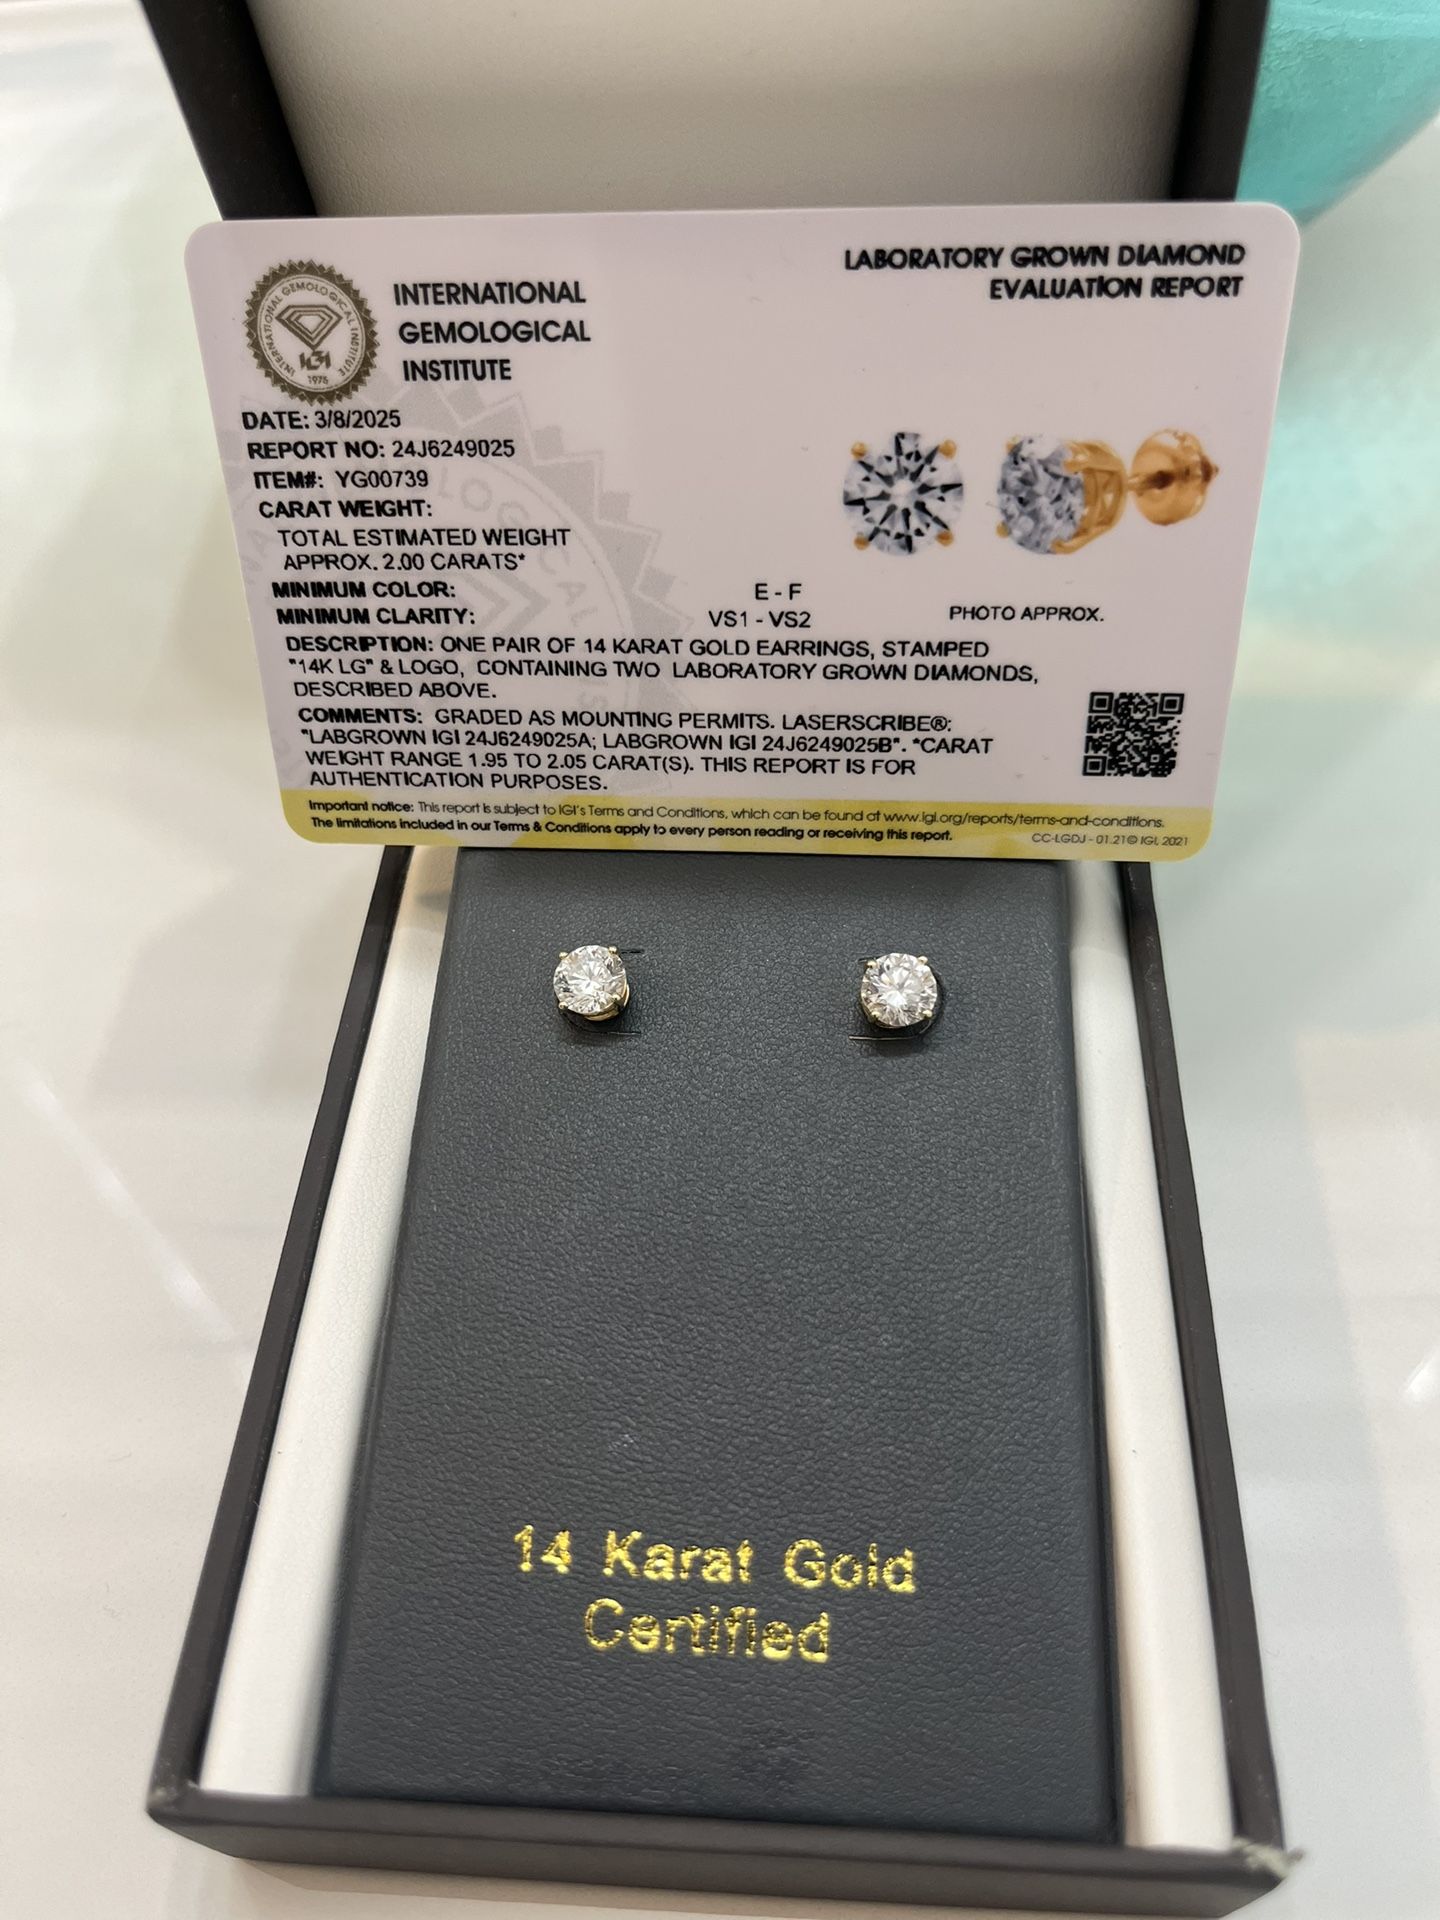 INTERNATIONAL
GEMOLOGICAL
INSTITUTE
LABORATORY GROWN DIAMOND
EVALUATION REPORT
INTERNATIONAL GEMOLOGICAL INSTITUTE
IGI
1975
DATE: 3/8/2025
REPORT NO: 24J6249025
ITEM#: YG00739
CARAT WEIGHT:
TOTAL ESTIMATED WEIGHT
APPROX. 2.00 CARATS*
MINIMUM COLOR: E - F
MINIMUM CLARITY: VS1 - VS2
PHOTO APPROX.
DESCRIPTION: ONE PAIR OF 14 KARAT GOLD EARRINGS, STAMPED
"14K LG" & LOGO, CONTAINING TWO LABORATORY GROWN DIAMONDS,
DESCRIBED ABOVE.
COMMENTS: GRADED AS MOUNTING PERMITS. LASERSCRIBE®:
"LABGROWN IGI 24J6249025A; LABGROWN IGI 24J6249025B". *CARAT
WEIGHT RANGE 1.95 TO 2.05 CARAT(S). THIS REPORT IS FOR
AUTHENTICATION PURPOSES.
Important notice: This report is subject to IGI's Terms and Conditions, which can be found at www.igi.org/reports/terms-and-conditions.
The limitations included in our Terms & Conditions apply to every person reading or receiving this report.
CC-LGDJ - 01.21© IGI, 2021
14 Karat Gold
Certified